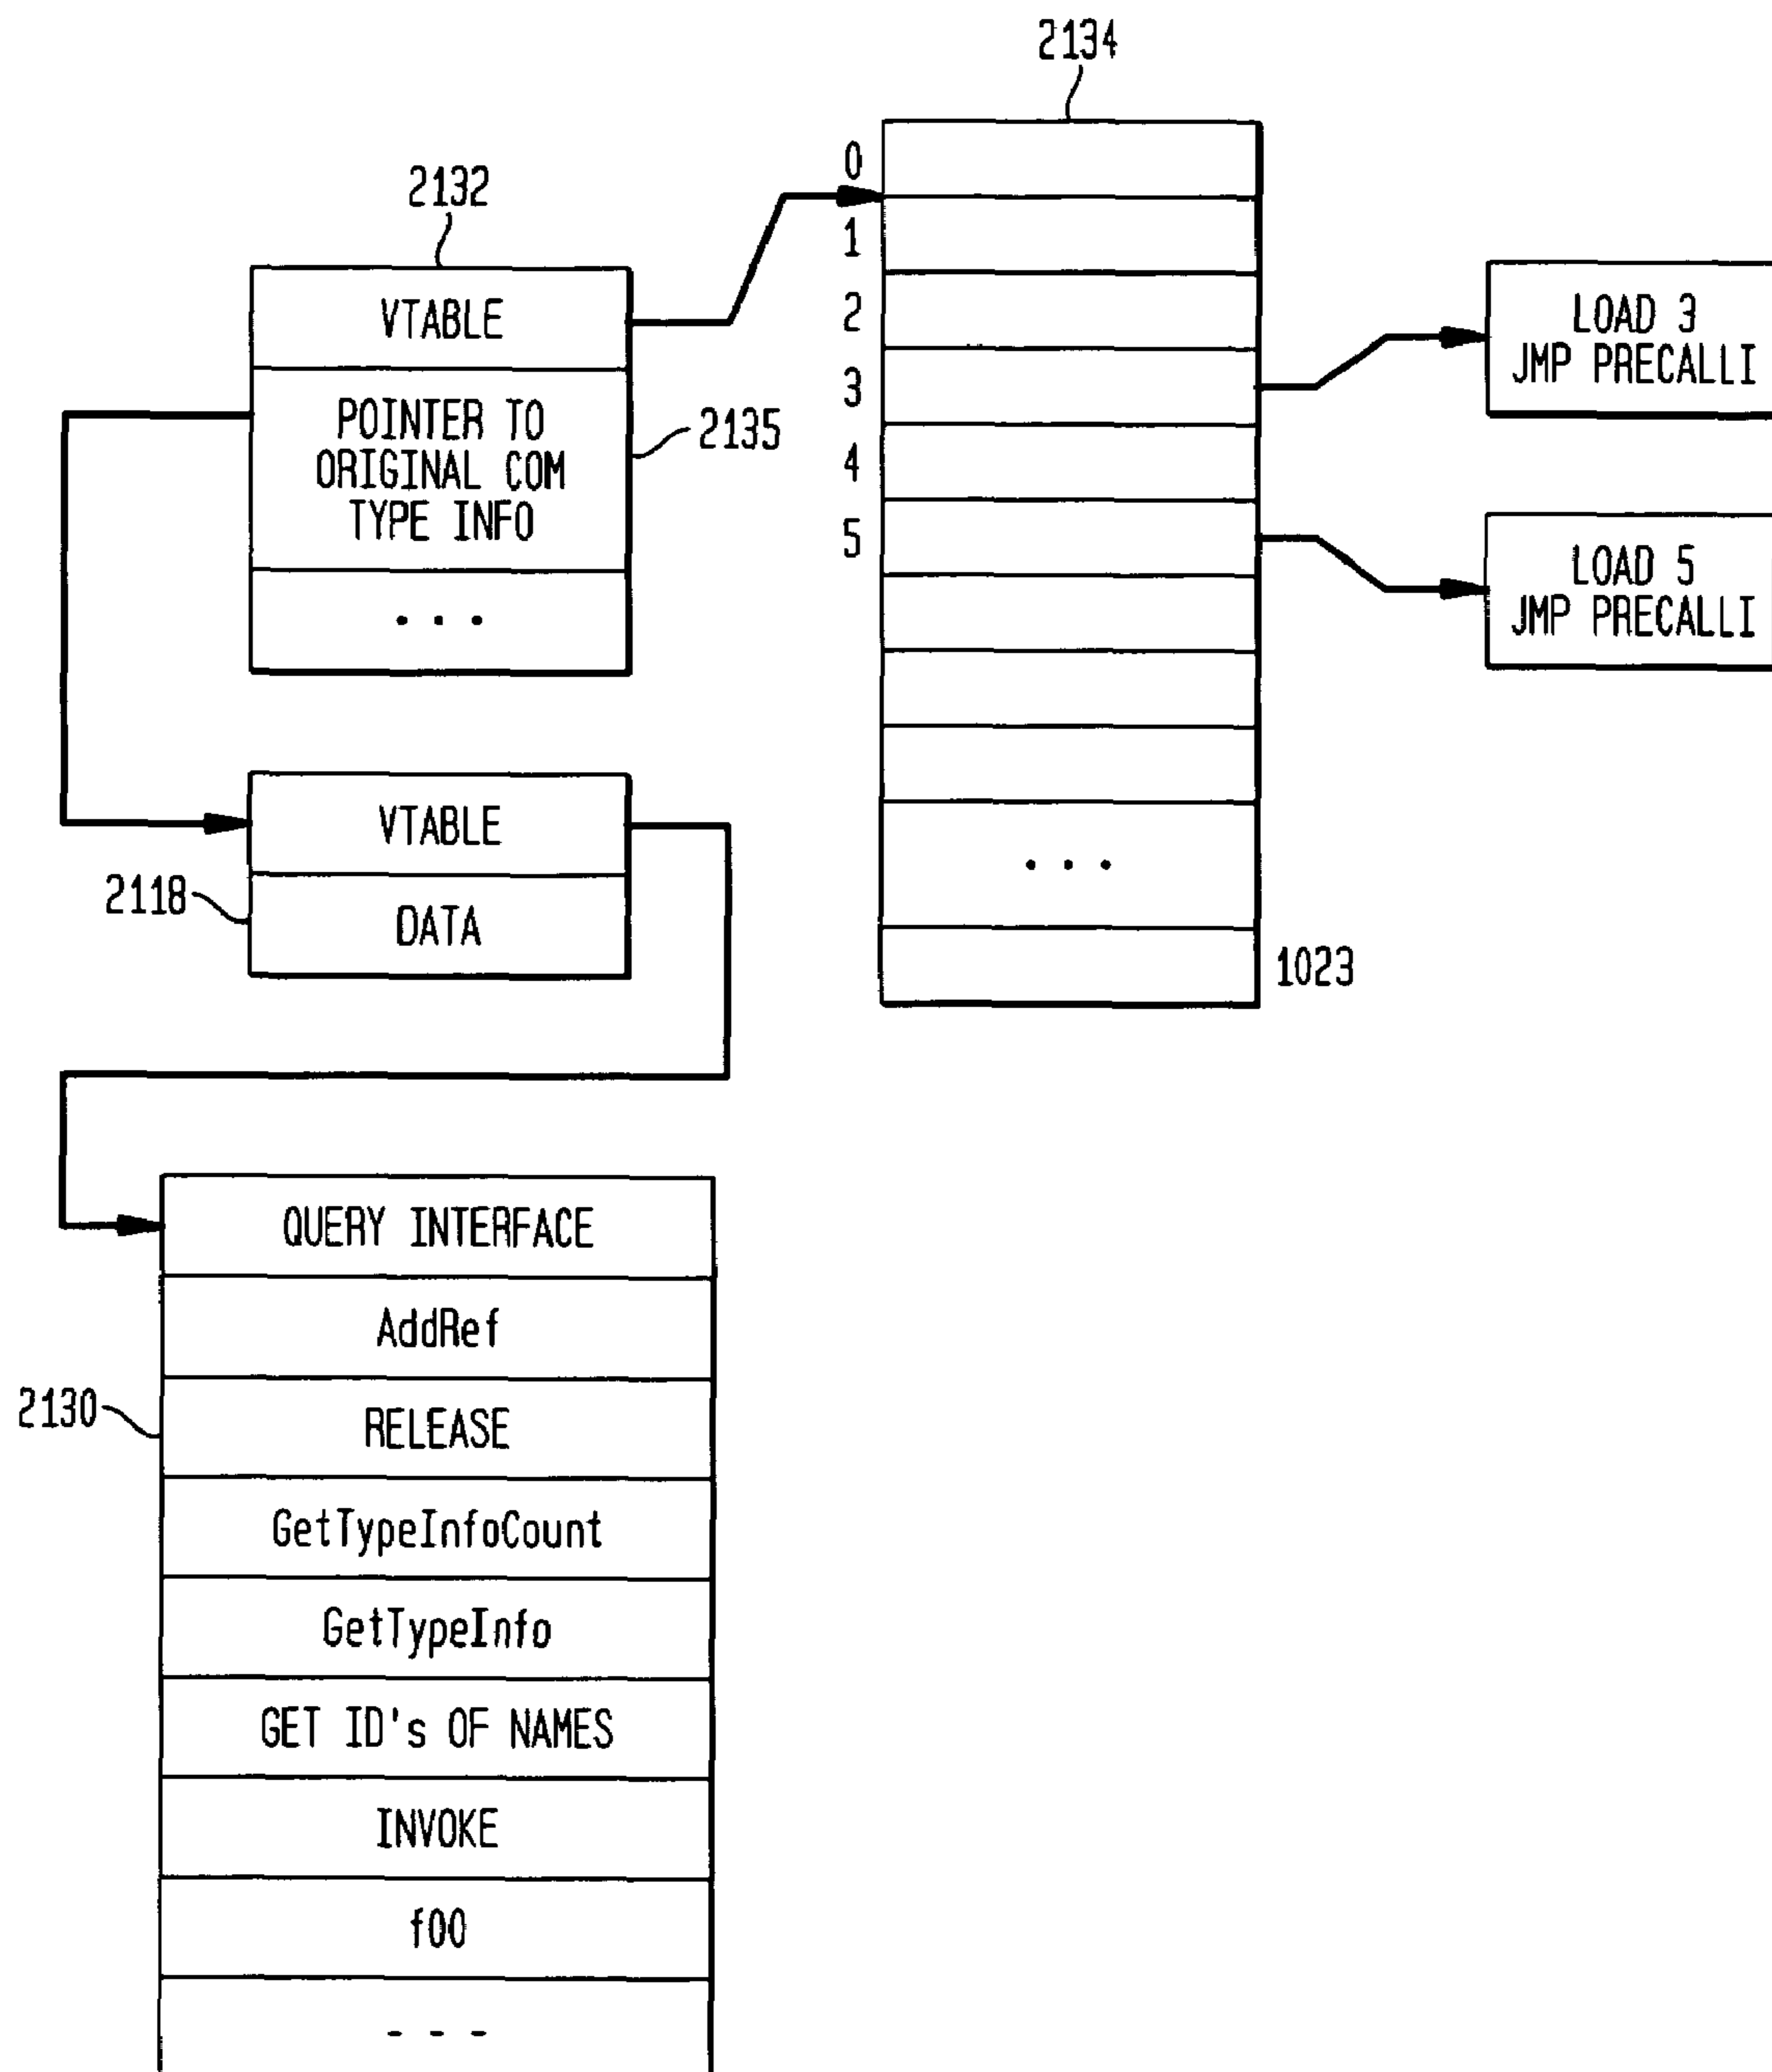 2134
2132
0
1
2
3
4
5
VTABLE
POINTER TO
ORIGINAL COM
TYPE INFO
. . .
2135
LOAD 3
JMP PRECALLI
LOAD 5
JMP PRECALLI
. . .
1023
VTABLE
2118
DATA
QUERY INTERFACE
AddRef
2130
RELEASE
GetTypeInfoCount
GetTypeInfo
GET ID's OF NAMES
INVOKE
f00
- - -